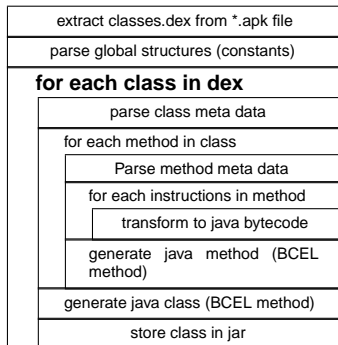 extract classes.dex from *.apk file
parse global structures (constants)
for each class in dex
parse class meta data
for each method in class
Parse method meta data
for each instructions in method
transform to java bytecode
generate java method (BCEL
method)
generate java class (BCEL method)
store class in jar